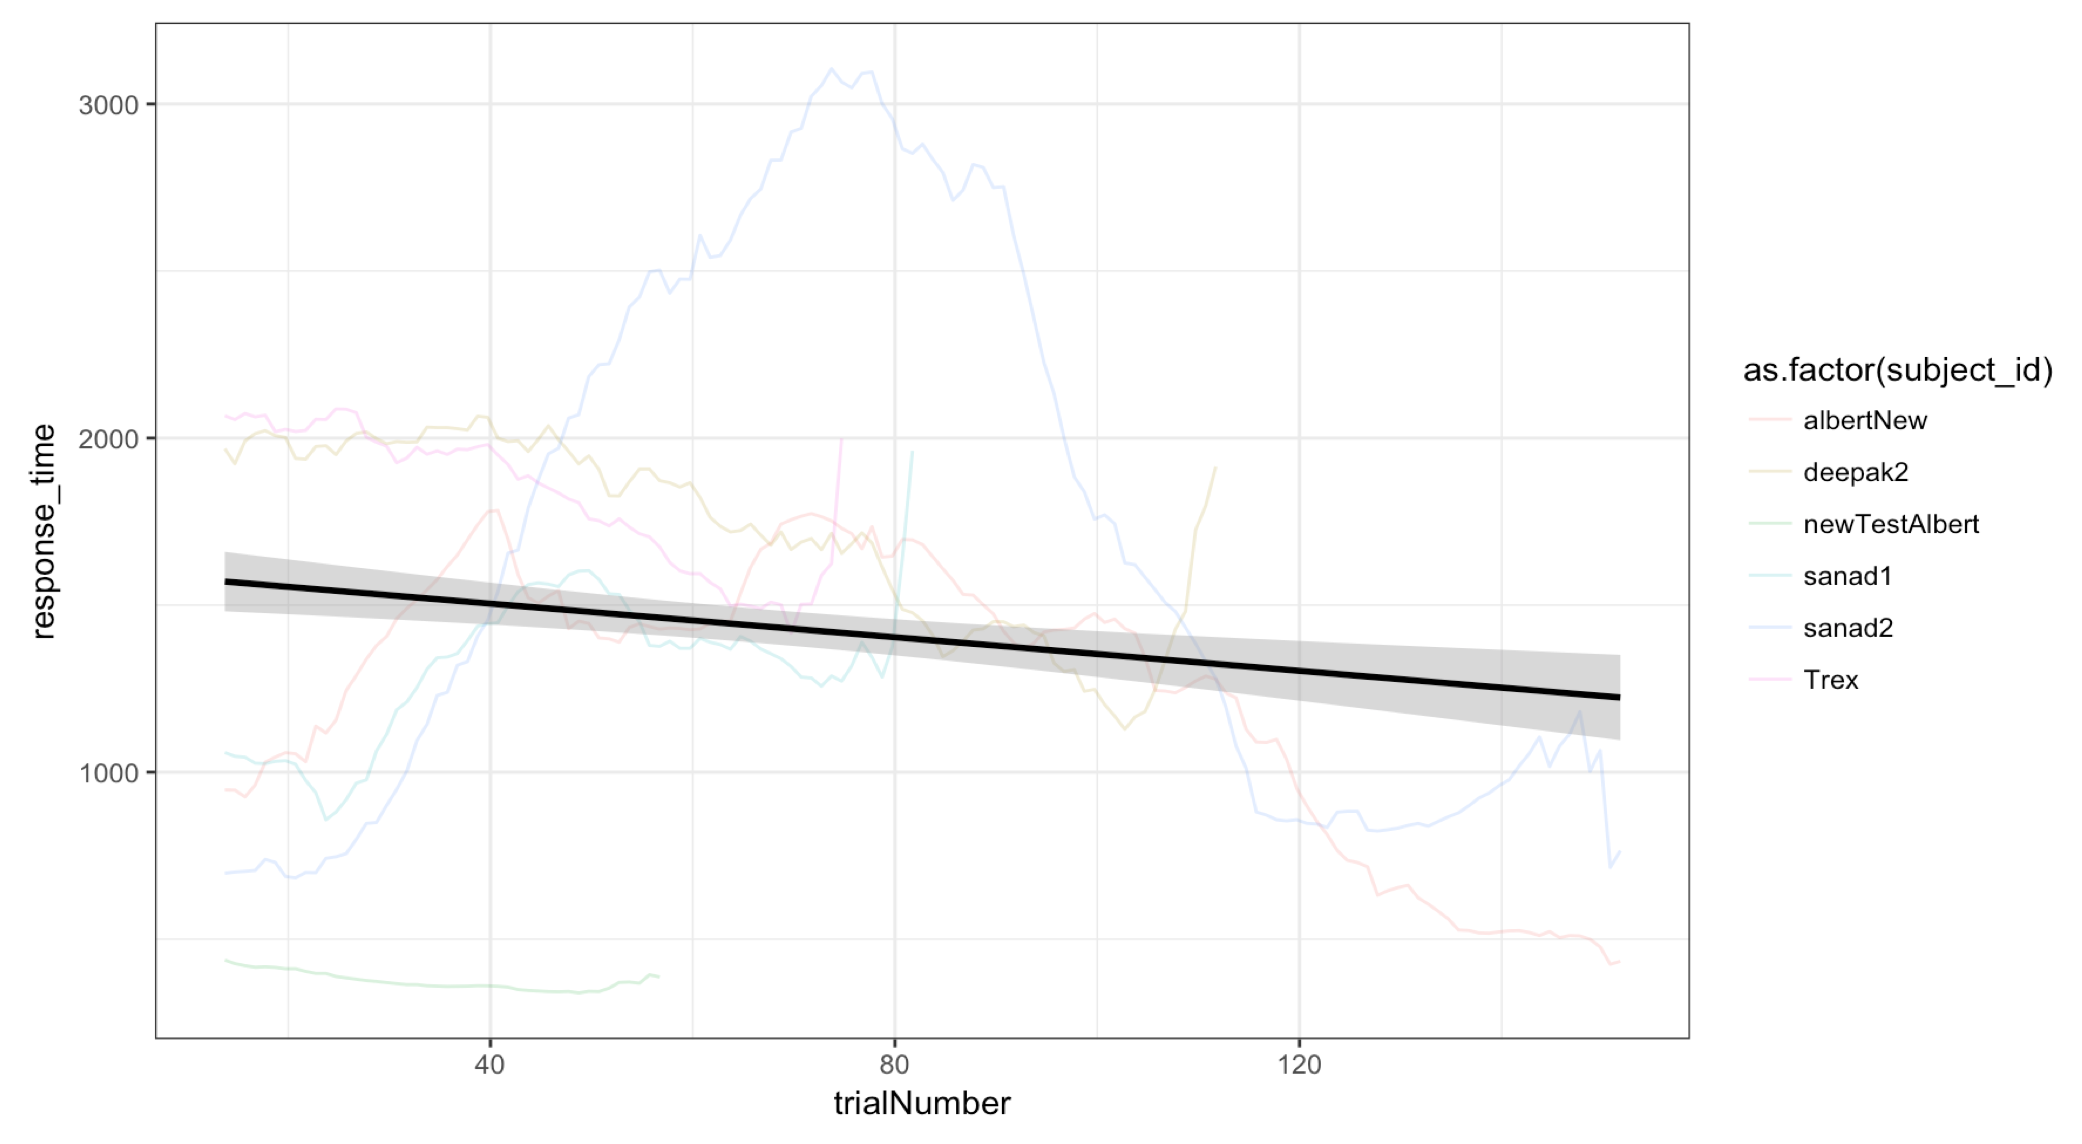 3000
2000
1000
response_time
40
80
120
trialNumber
as.factor(subject_id)
albertNew
deepak2
newTestAlbert
sanad1
sanad2
Trex